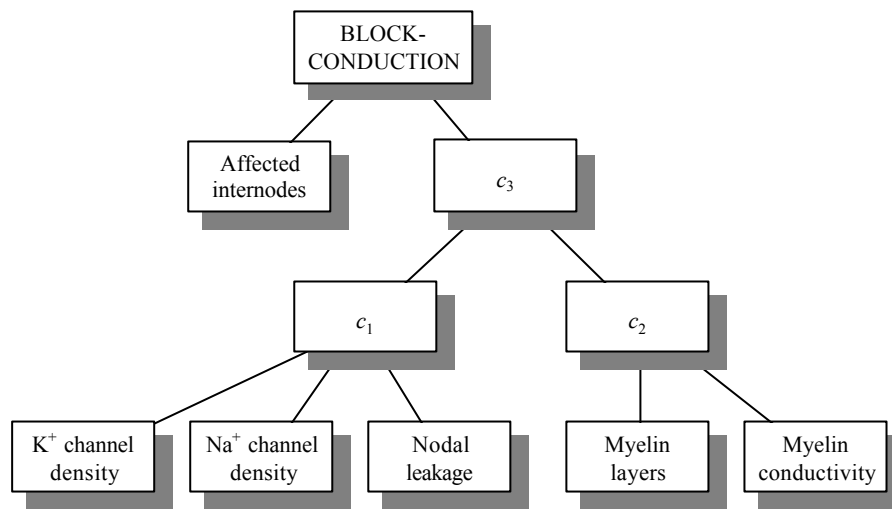 BLOCK-
CONDUCTION
Affected
internodes
c₃
c₁
c₂
K⁺ channel
density
Na⁺ channel
density
Nodal
leakage
Myelin
layers
Myelin
conductivity